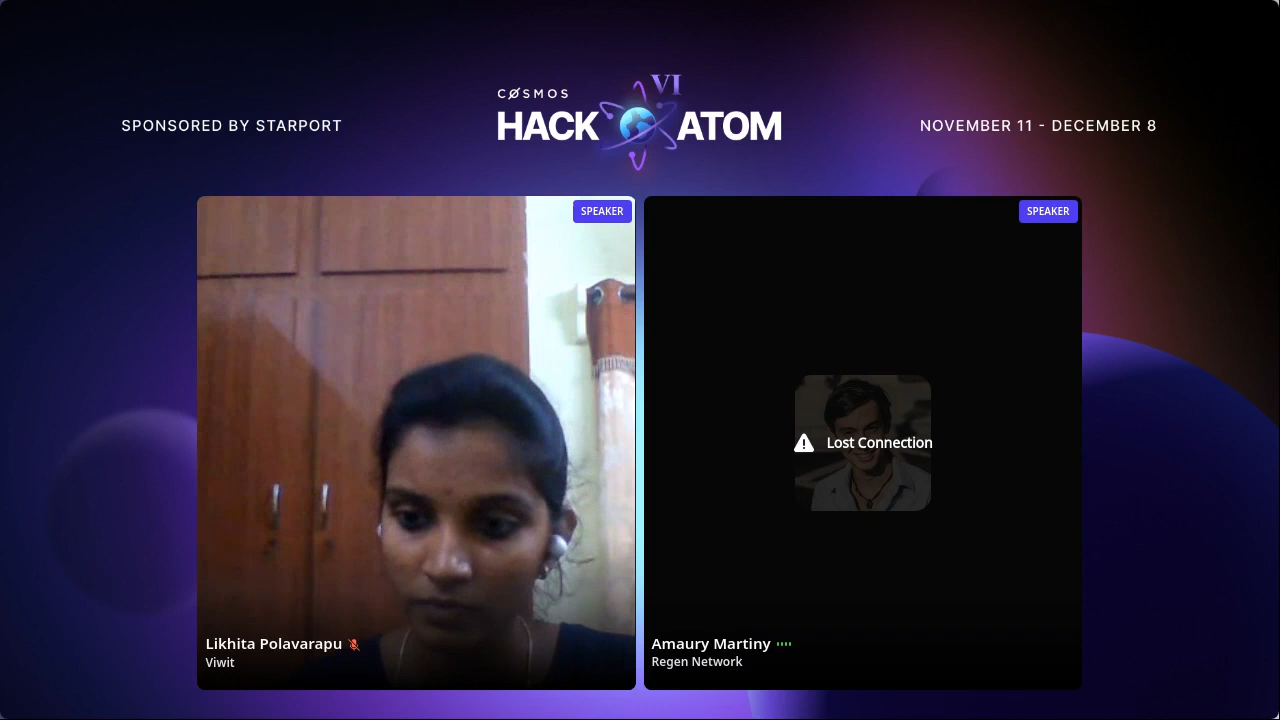 SPONSORED BY STARPORT
CØSMOS
VI
HACK ATOM
NOVEMBER 11 - DECEMBER 8
SPEAKER
SPEAKER
Lost Connection
Likhita Polavarapu
Viwit
Amaury Martiny
Regen Network